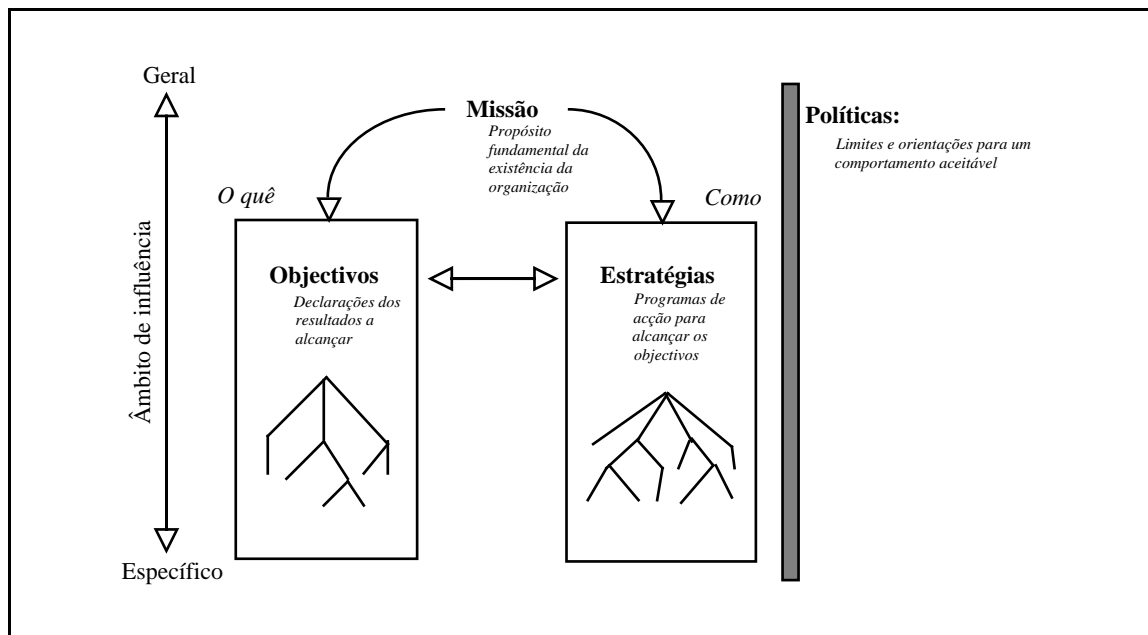 Geral
Missão
Propósito
fundamental da
existência da
organização
Políticas:
Limites e orientações para um
comportamento aceitável
O quê
Como
Âmbito de influência
Objectivos
Declarações dos
resultados a
alcançar
Estratégias
Programas de
acção para
alcançar os
objectivos
Específico